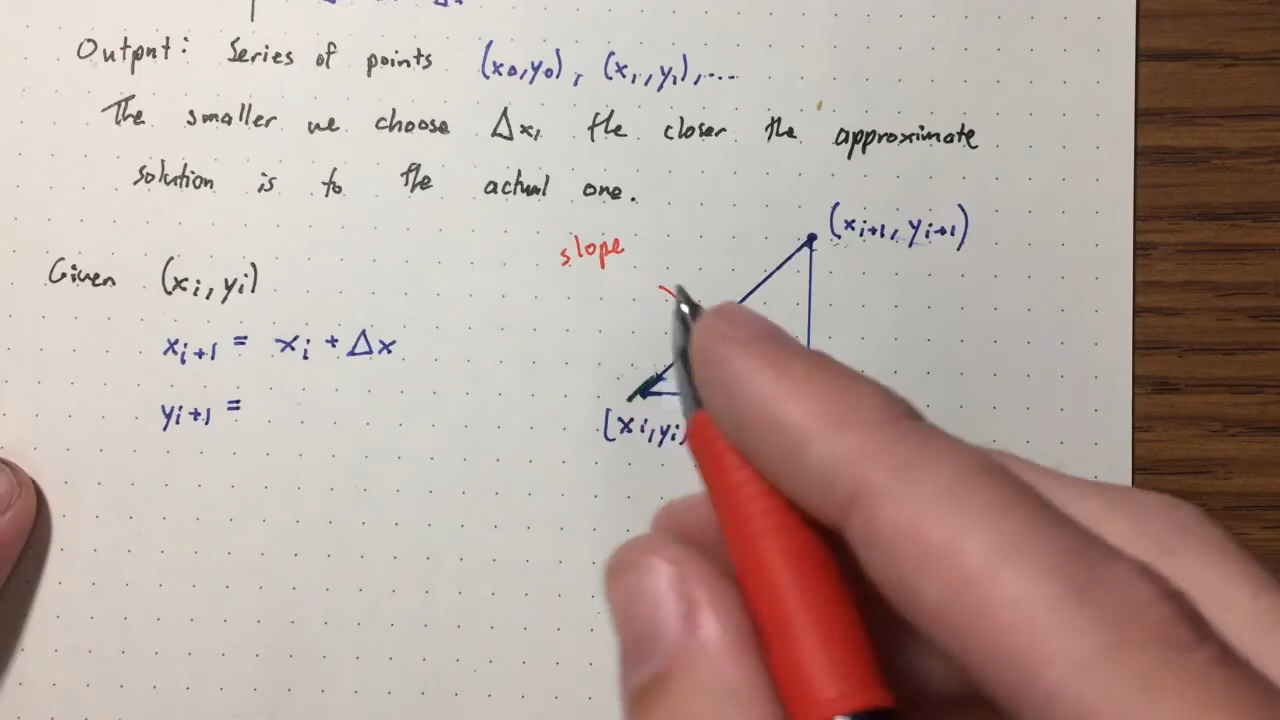 Output: Series of points (x0,y0), (x1,y1),....
The smaller we choose Δx, the closer the approximate
solution is to the actual one.
(xi+1, yi+1)
slope
Given (xi, yi)
xi+1 = xi + Δx
yi+1 =
(xi, yi)